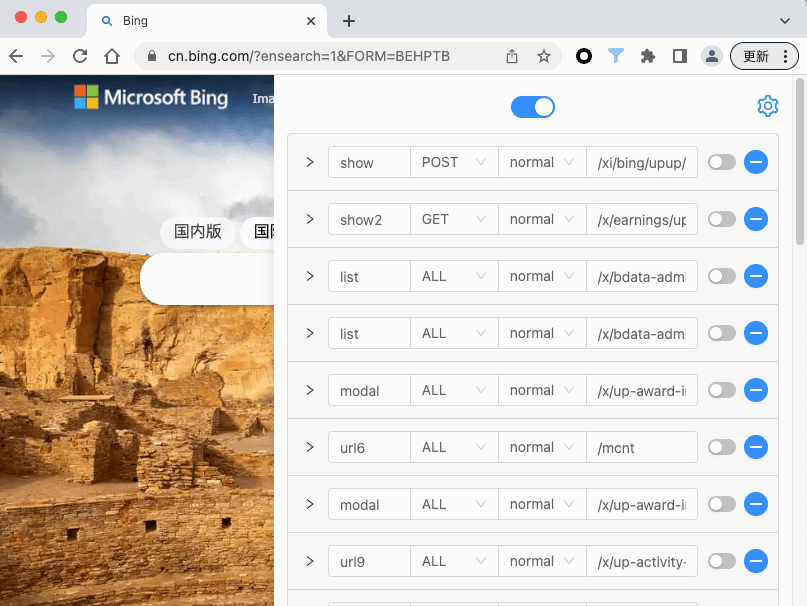 Bing
cn.bing.com/?ensearch=1&FORM=BEHPTB
更新
Microsoft Bing
国内版
show POST normal /xi/bing/upup/
show2 GET normal /x/earnings/up
list ALL normal /x/bdata-adm
list ALL normal /x/bdata-adm
modal ALL normal /x/up-award-i
url6 ALL normal /mcnt
modal ALL normal /x/up-award-i
url9 ALL normal /x/up-activity-